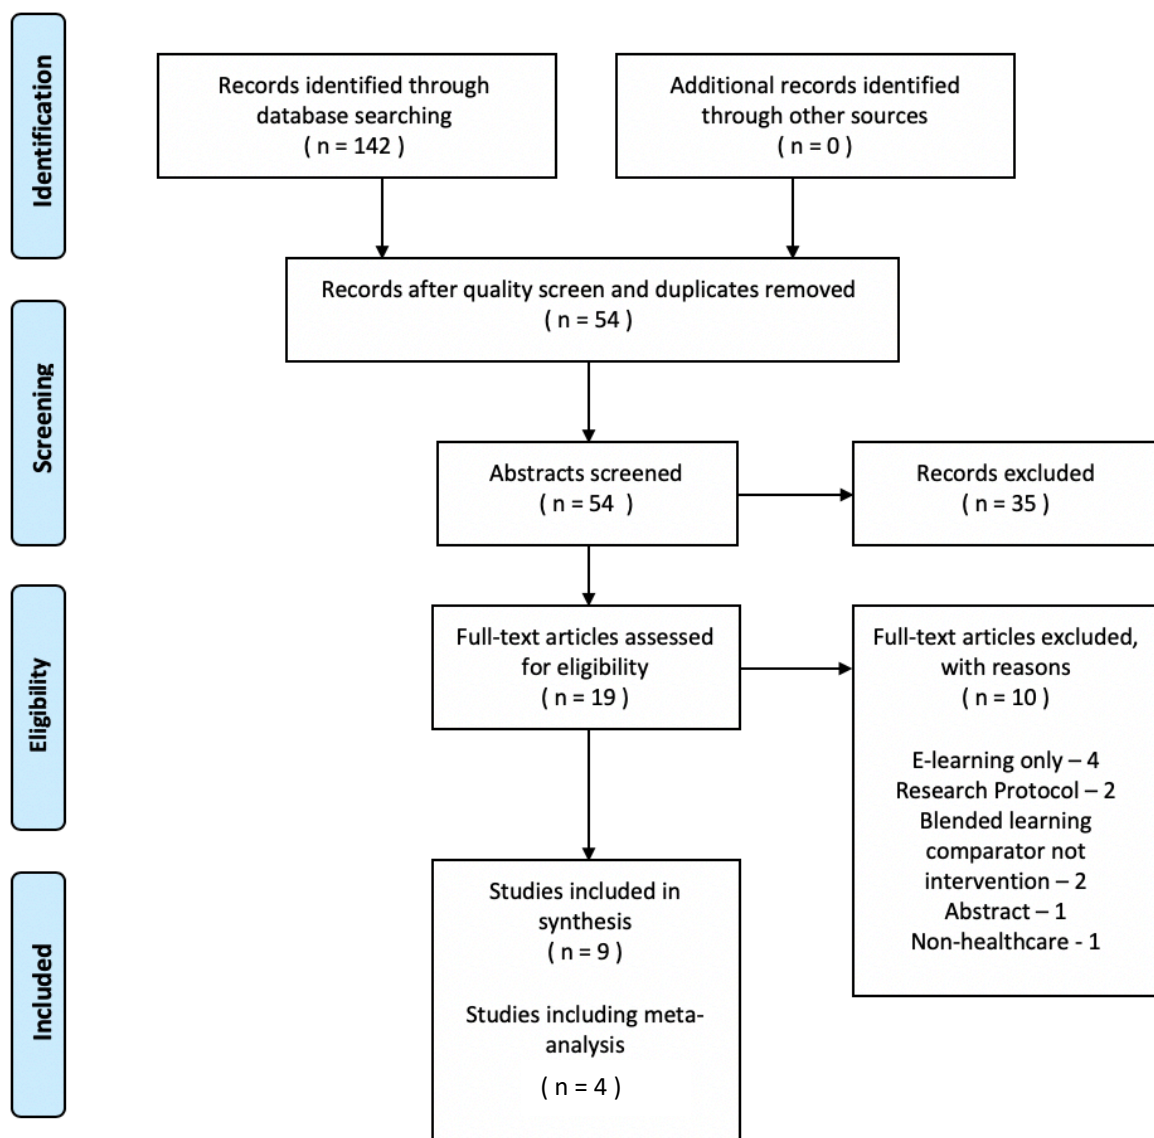 Identification
Records identified through
database searching
( n = 142 )
Additional records identified
through other sources
( n = 0 )
Records after quality screen and duplicates removed
( n = 54 )
Screening
Abstracts screened
( n = 54 )
Records excluded
( n = 35 )
Eligibility
Full-text articles assessed
for eligibility
( n = 19 )
Full-text articles excluded,
with reasons
( n = 10 )
E-learning only – 4
Research Protocol – 2
Blended learning
comparator not
intervention – 2
Abstract – 1
Non-healthcare - 1
Included
Studies included in
synthesis
( n = 9 )
Studies including meta-
analysis
( n = 4 )